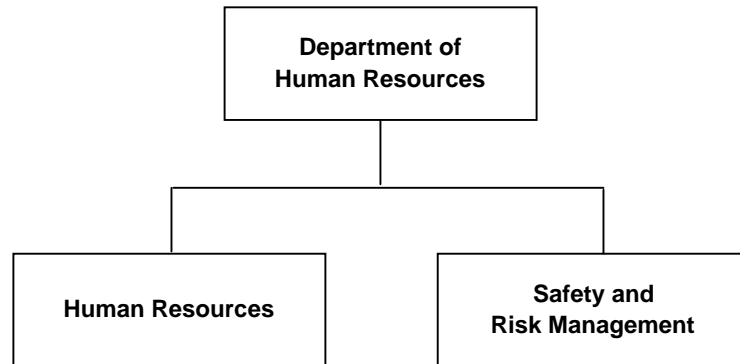 Department of
Human Resources
Human Resources
Safety and
Risk Management